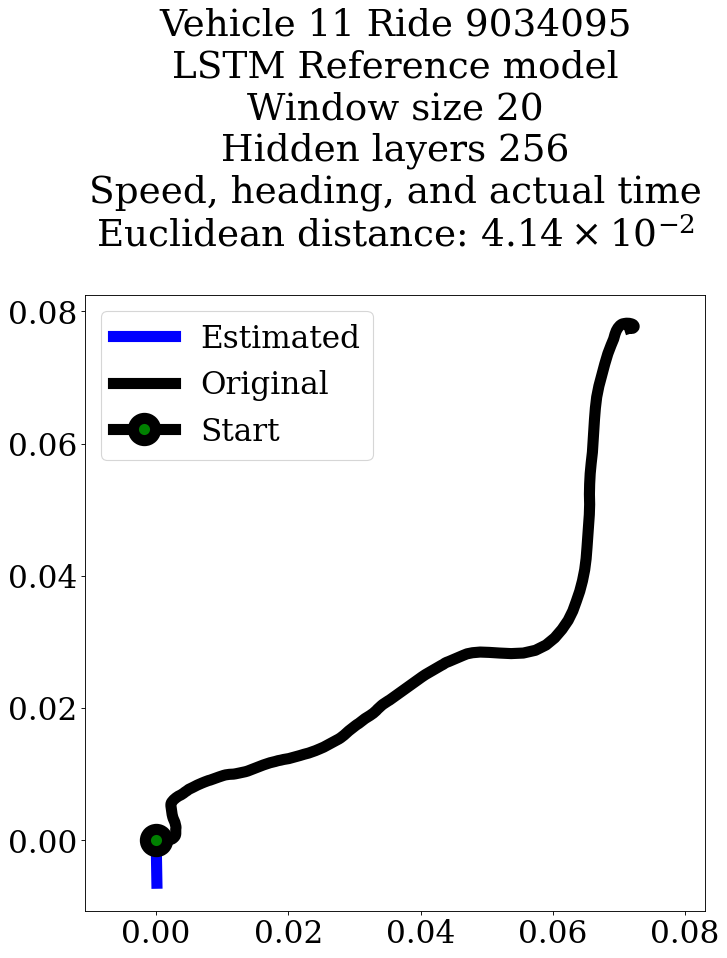 Vehicle 11 Ride 9034095
LSTM Reference model
Window size 20
Hidden layers 256
Speed, heading, and actual time
Euclidean distance: 4.14 × 10⁻²
Estimated
Original
Start
0.08
0.06
0.04
0.02
0.00
0.00 0.02 0.04 0.06 0.08